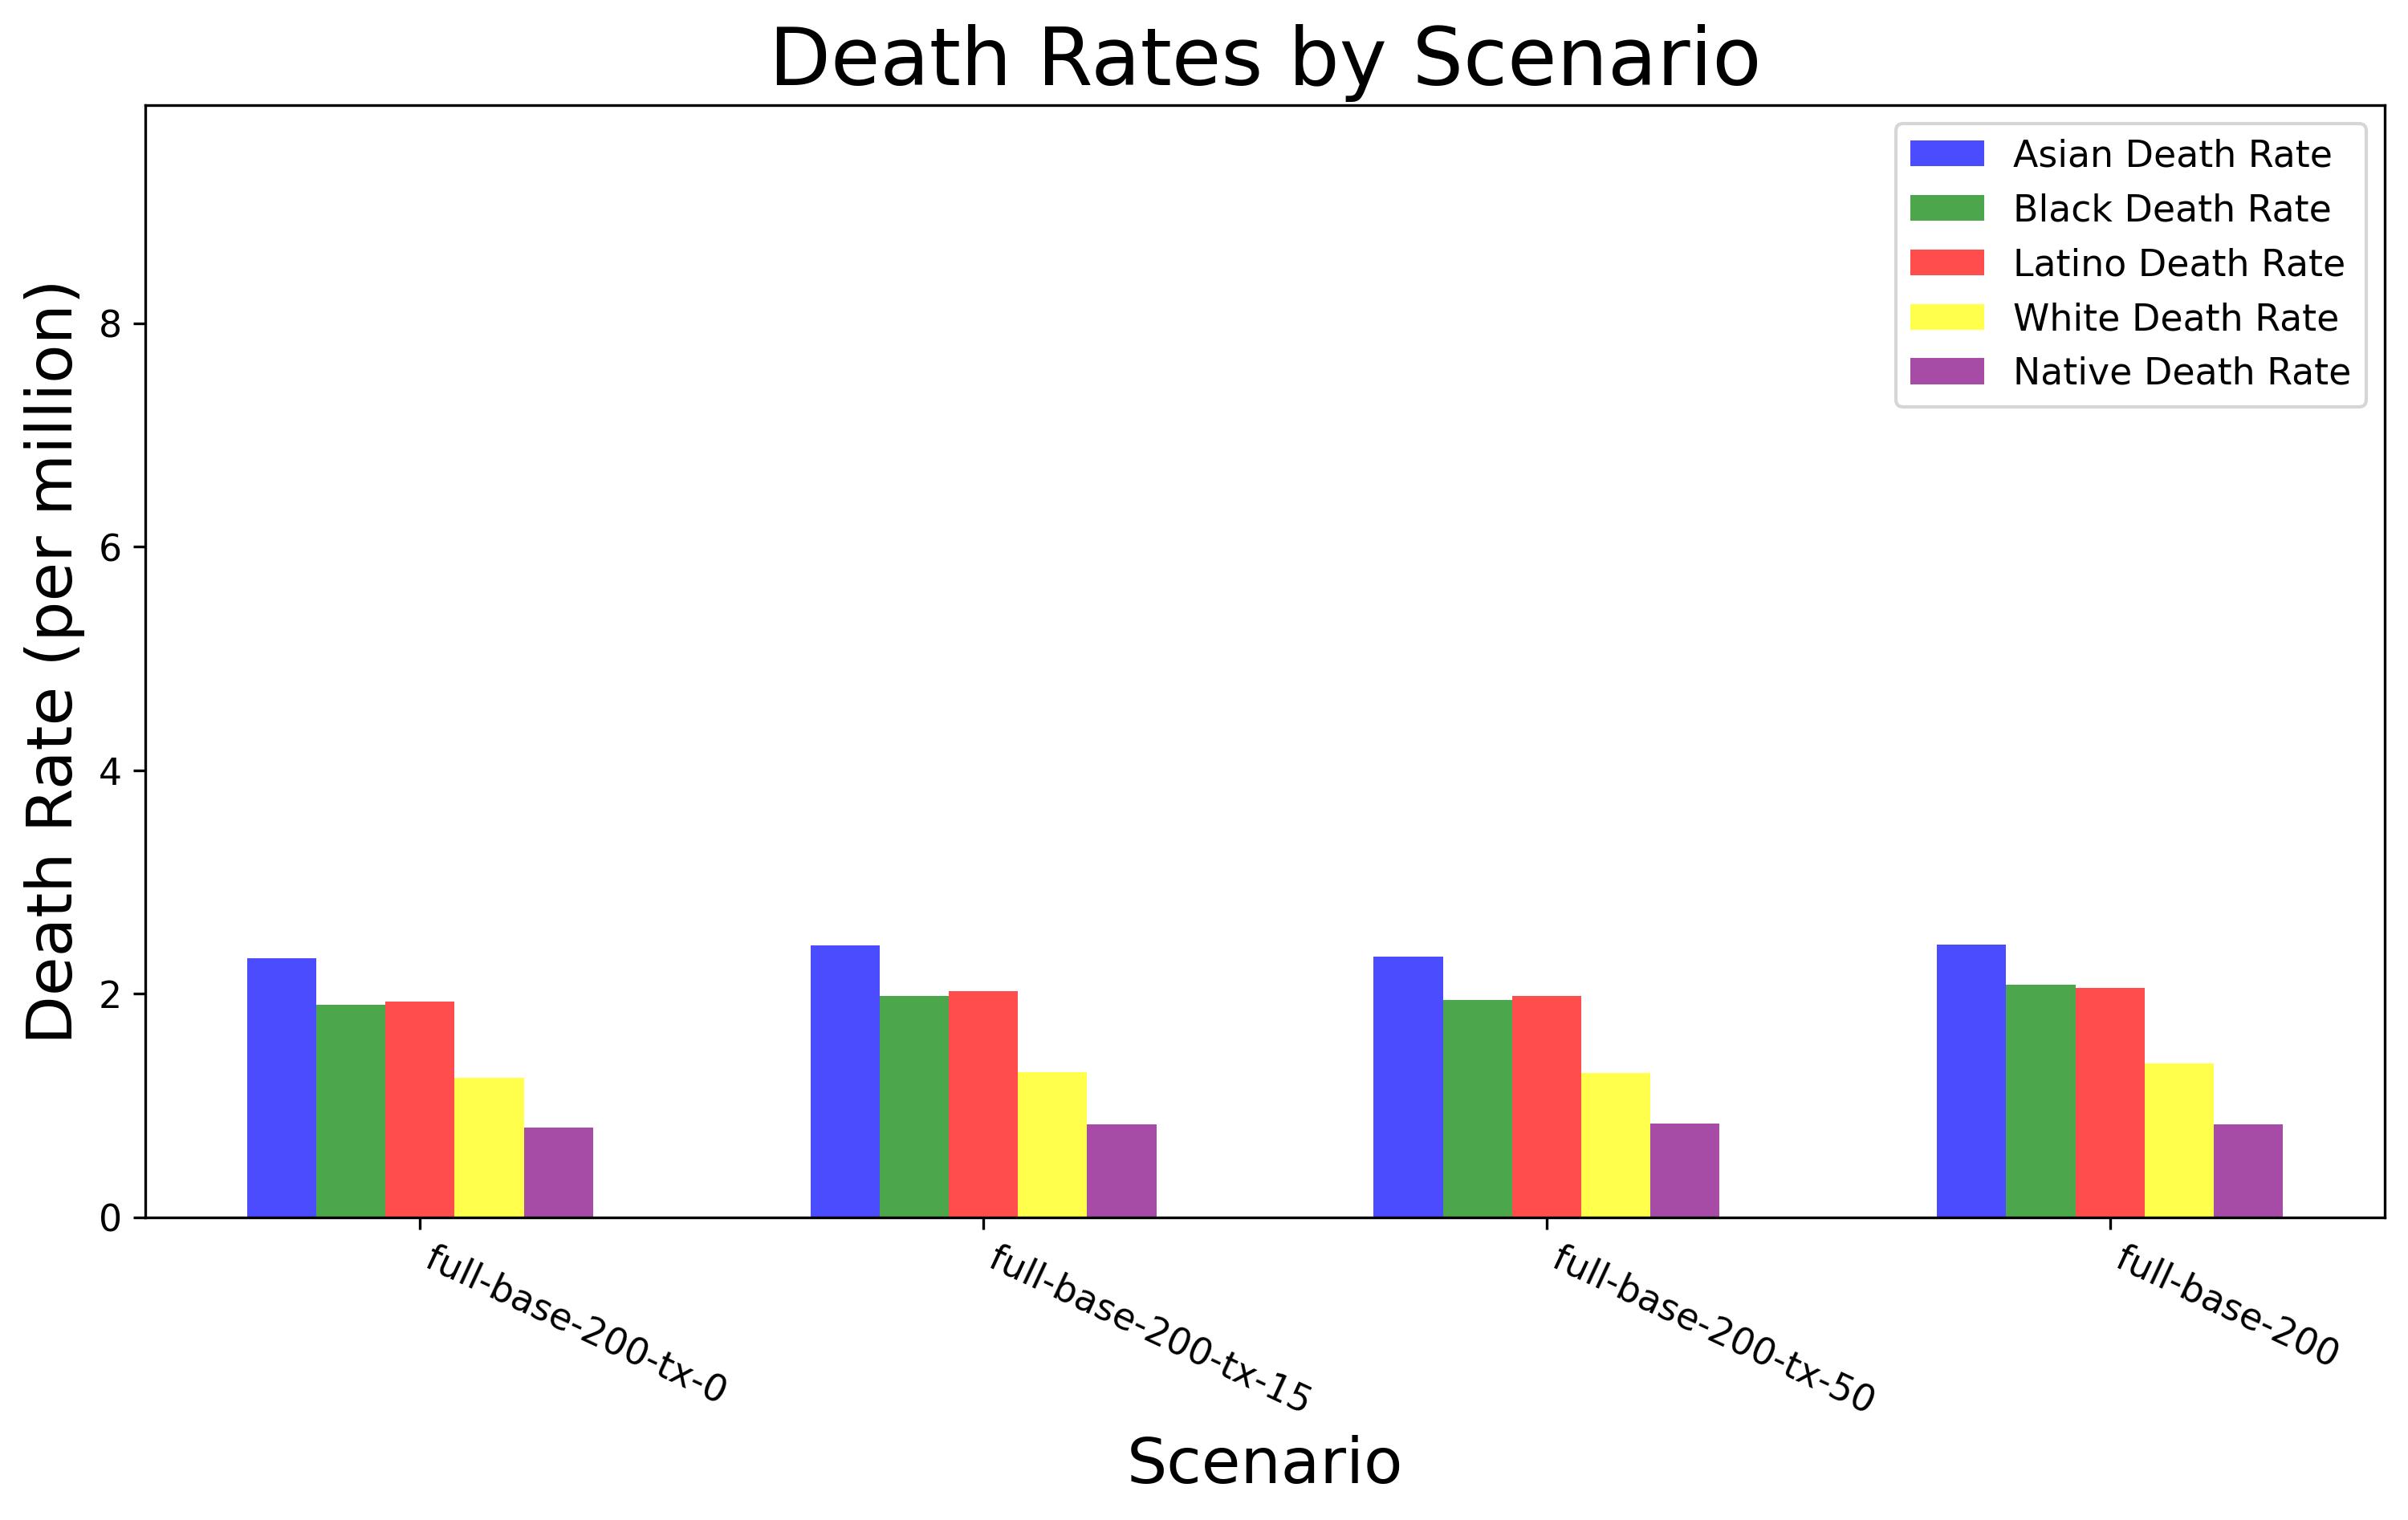 Death Rates by Scenario
Asian Death Rate
Black Death Rate
Latino Death Rate
White Death Rate
Native Death Rate
Death Rate (per million)
8
6
4
2
0
full-base-200-tx-0
full-base-200-tx-15
full-base-200-tx-50
full-base-200
Scenario